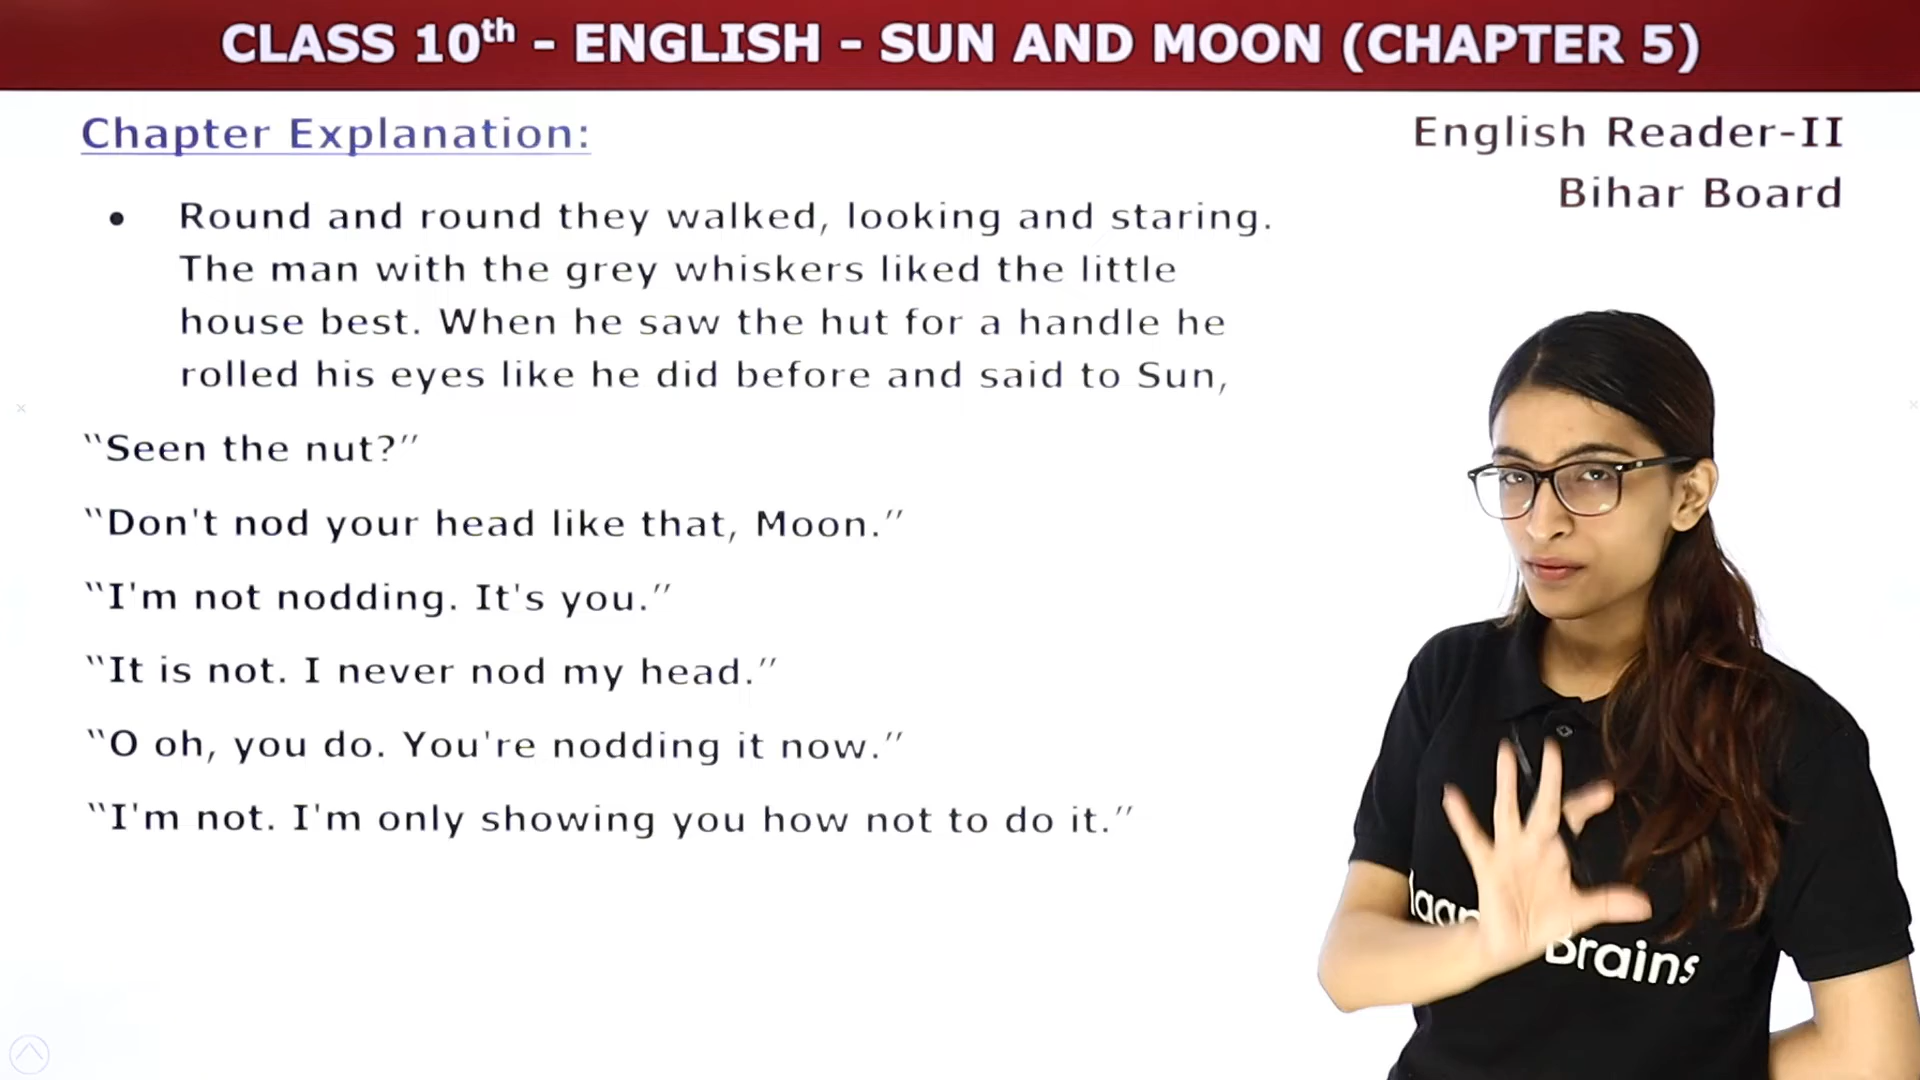 CLASS 10th - ENGLISH - SUN AND MOON (CHAPTER 5)
Chapter Explanation:
English Reader-II
Bihar Board
• Round and round they walked, looking and staring.
The man with the grey whiskers liked the little
house best. When he saw the hut for a handle he
rolled his eyes like he did before and said to Sun,
“Seen the nut?”
“Don't nod your head like that, Moon.”
“I'm not nodding. It's you.”
“It is not. I never nod my head.”
“O oh, you do. You're nodding it now.”
“I'm not. I'm only showing you how not to do it.”
Brains